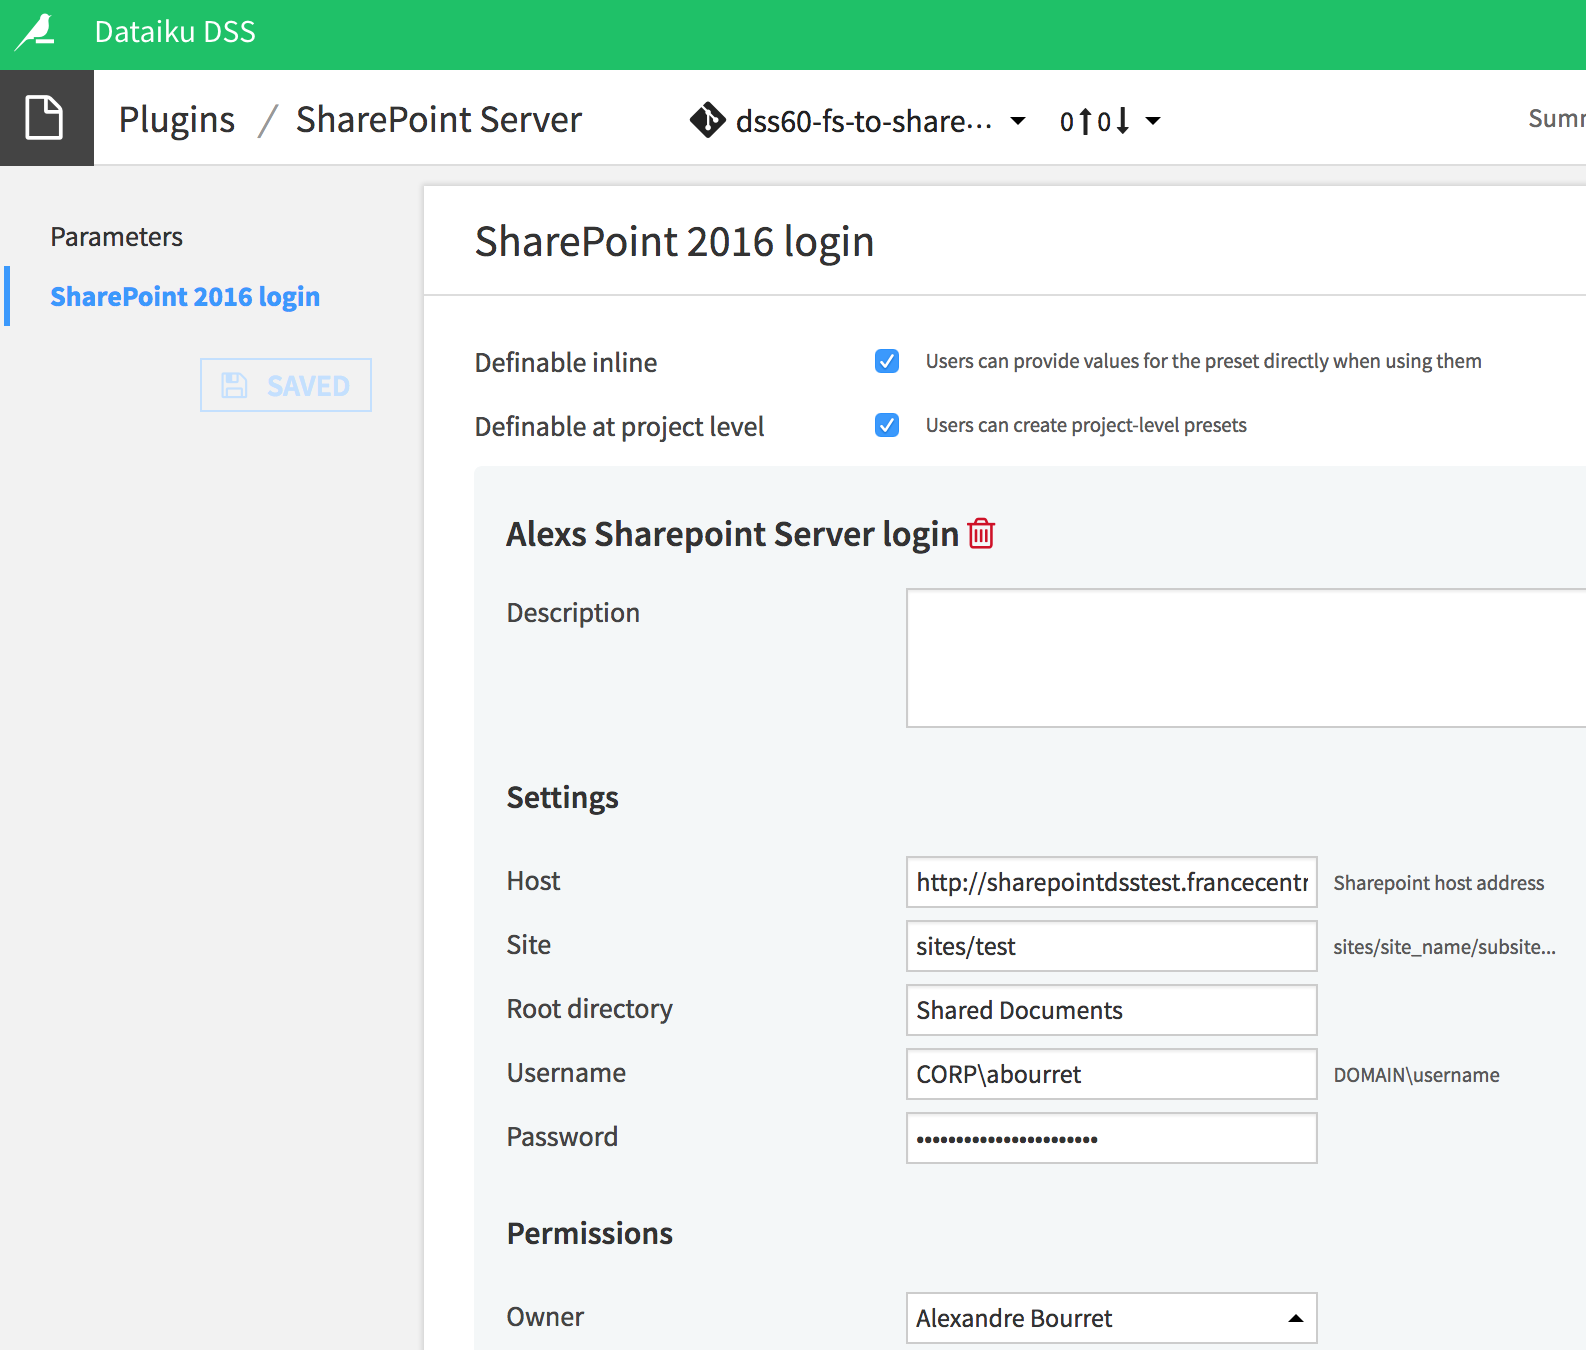 Dataiku DSS
Plugins / SharePoint Server dss60-fs-to-share... 0 0
Parameters
SharePoint 2016 login
SAVED
SharePoint 2016 login
Definable inline Users can provide values for the preset directly when using them
Definable at project level Users can create project-level presets
Alexs Sharepoint Server login
Description
Settings
Host http://sharepointdsstest.francecentr Sharepoint host address
Site sites/test sites/site_name/subsite...
Root directory Shared Documents
Username CORP\abourret DOMAIN\username
Password •••••••••••••••••••••••
Permissions
Owner Alexandre Bourret